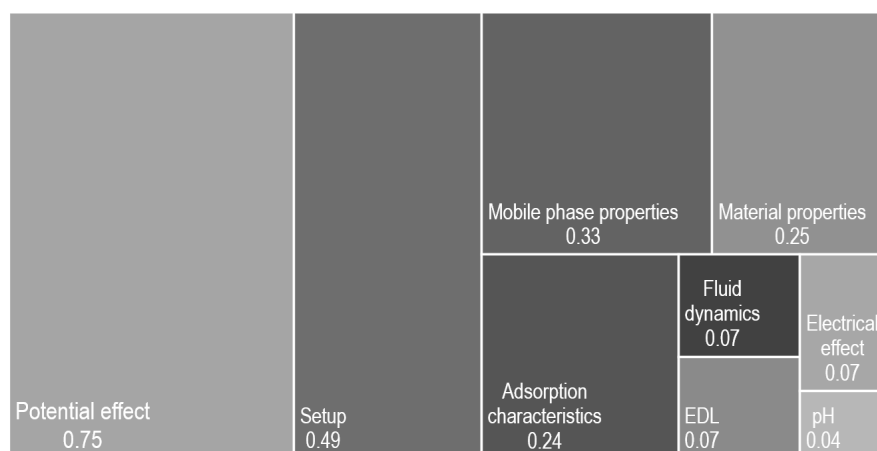 Potential effect
0.75
Setup
0.49
Mobile phase properties
0.33
Material properties
0.25
Adsorption
characteristics
0.24
Fluid
dynamics
0.07
EDL
0.07
Electrical
effect
0.07
pH
0.04